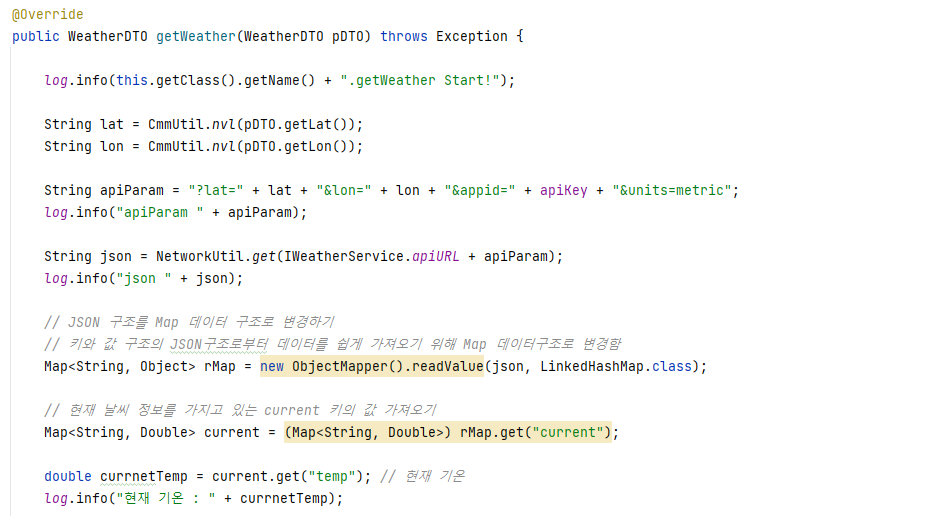 @Override
public WeatherDTO getWeather(WeatherDTO pDTO) throws Exception {
log.info(this.getClass().getName() + ".getWeather Start!");
String lat = CmmUtil.nvl(pDTO.getLat());
String lon = CmmUtil.nvl(pDTO.getLon());
String apiParam = "?lat=" + lat + "&lon=" + lon + "&appid=" + apiKey + "&units=metric";
log.info("apiParam " + apiParam);
String json = NetworkUtil.get(IWeatherService.apiURL + apiParam);
log.info("json " + json);
// JSON 구조를 Map 데이터 구조로 변경하기
// 키와 값 구조의 JSON구조로부터 데이터를 쉽게 가져오기 위해 Map 데이터구조로 변경함
Map<String, Object> rMap = new ObjectMapper().readValue(json, LinkedHashMap.class);
// 현재 날씨 정보를 가지고 있는 current 키의 값 가져오기
Map<String, Double> current = (Map<String, Double>) rMap.get("current");
double currnetTemp = current.get("temp"); // 현재 기온
log.info("현재 기온 : " + currnetTemp);